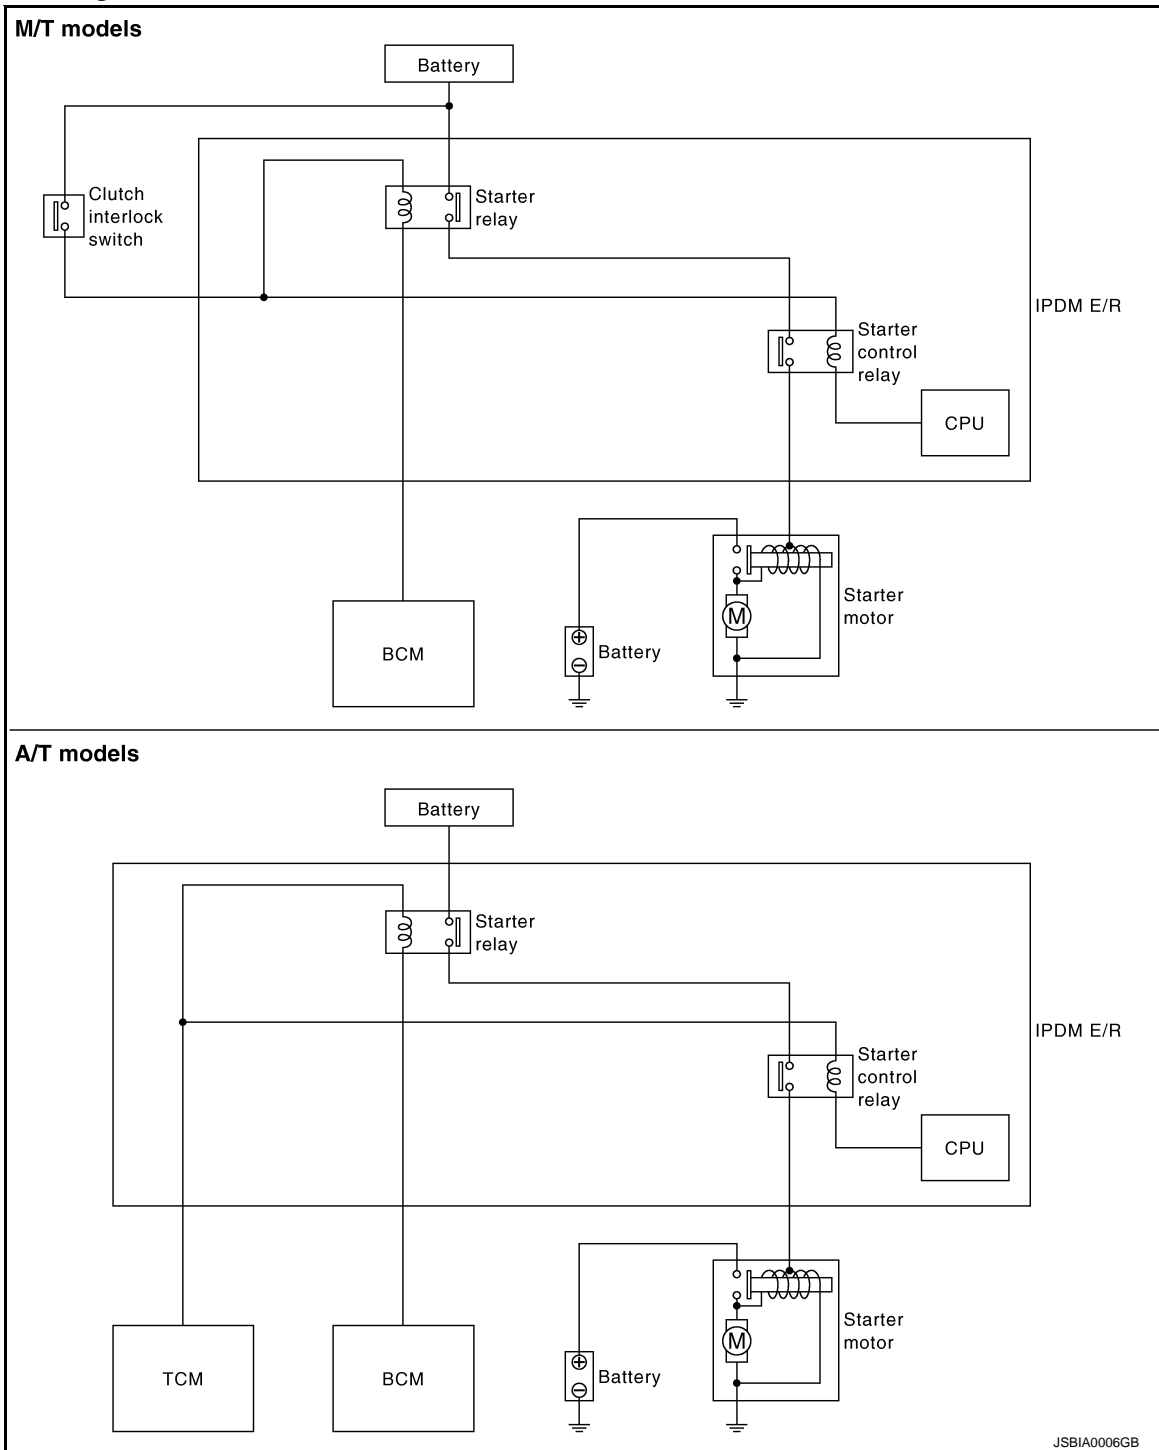 M/T models
Battery
Clutch
interlock
switch
Starter
relay
IPDM E/R
Starter
control
relay
CPU
BCM
Battery
M
Starter
motor
A/T models
Battery
Starter
relay
IPDM E/R
Starter
control
relay
CPU
TCM
BCM
Battery
M
Starter
motor
JSBIA0006GB